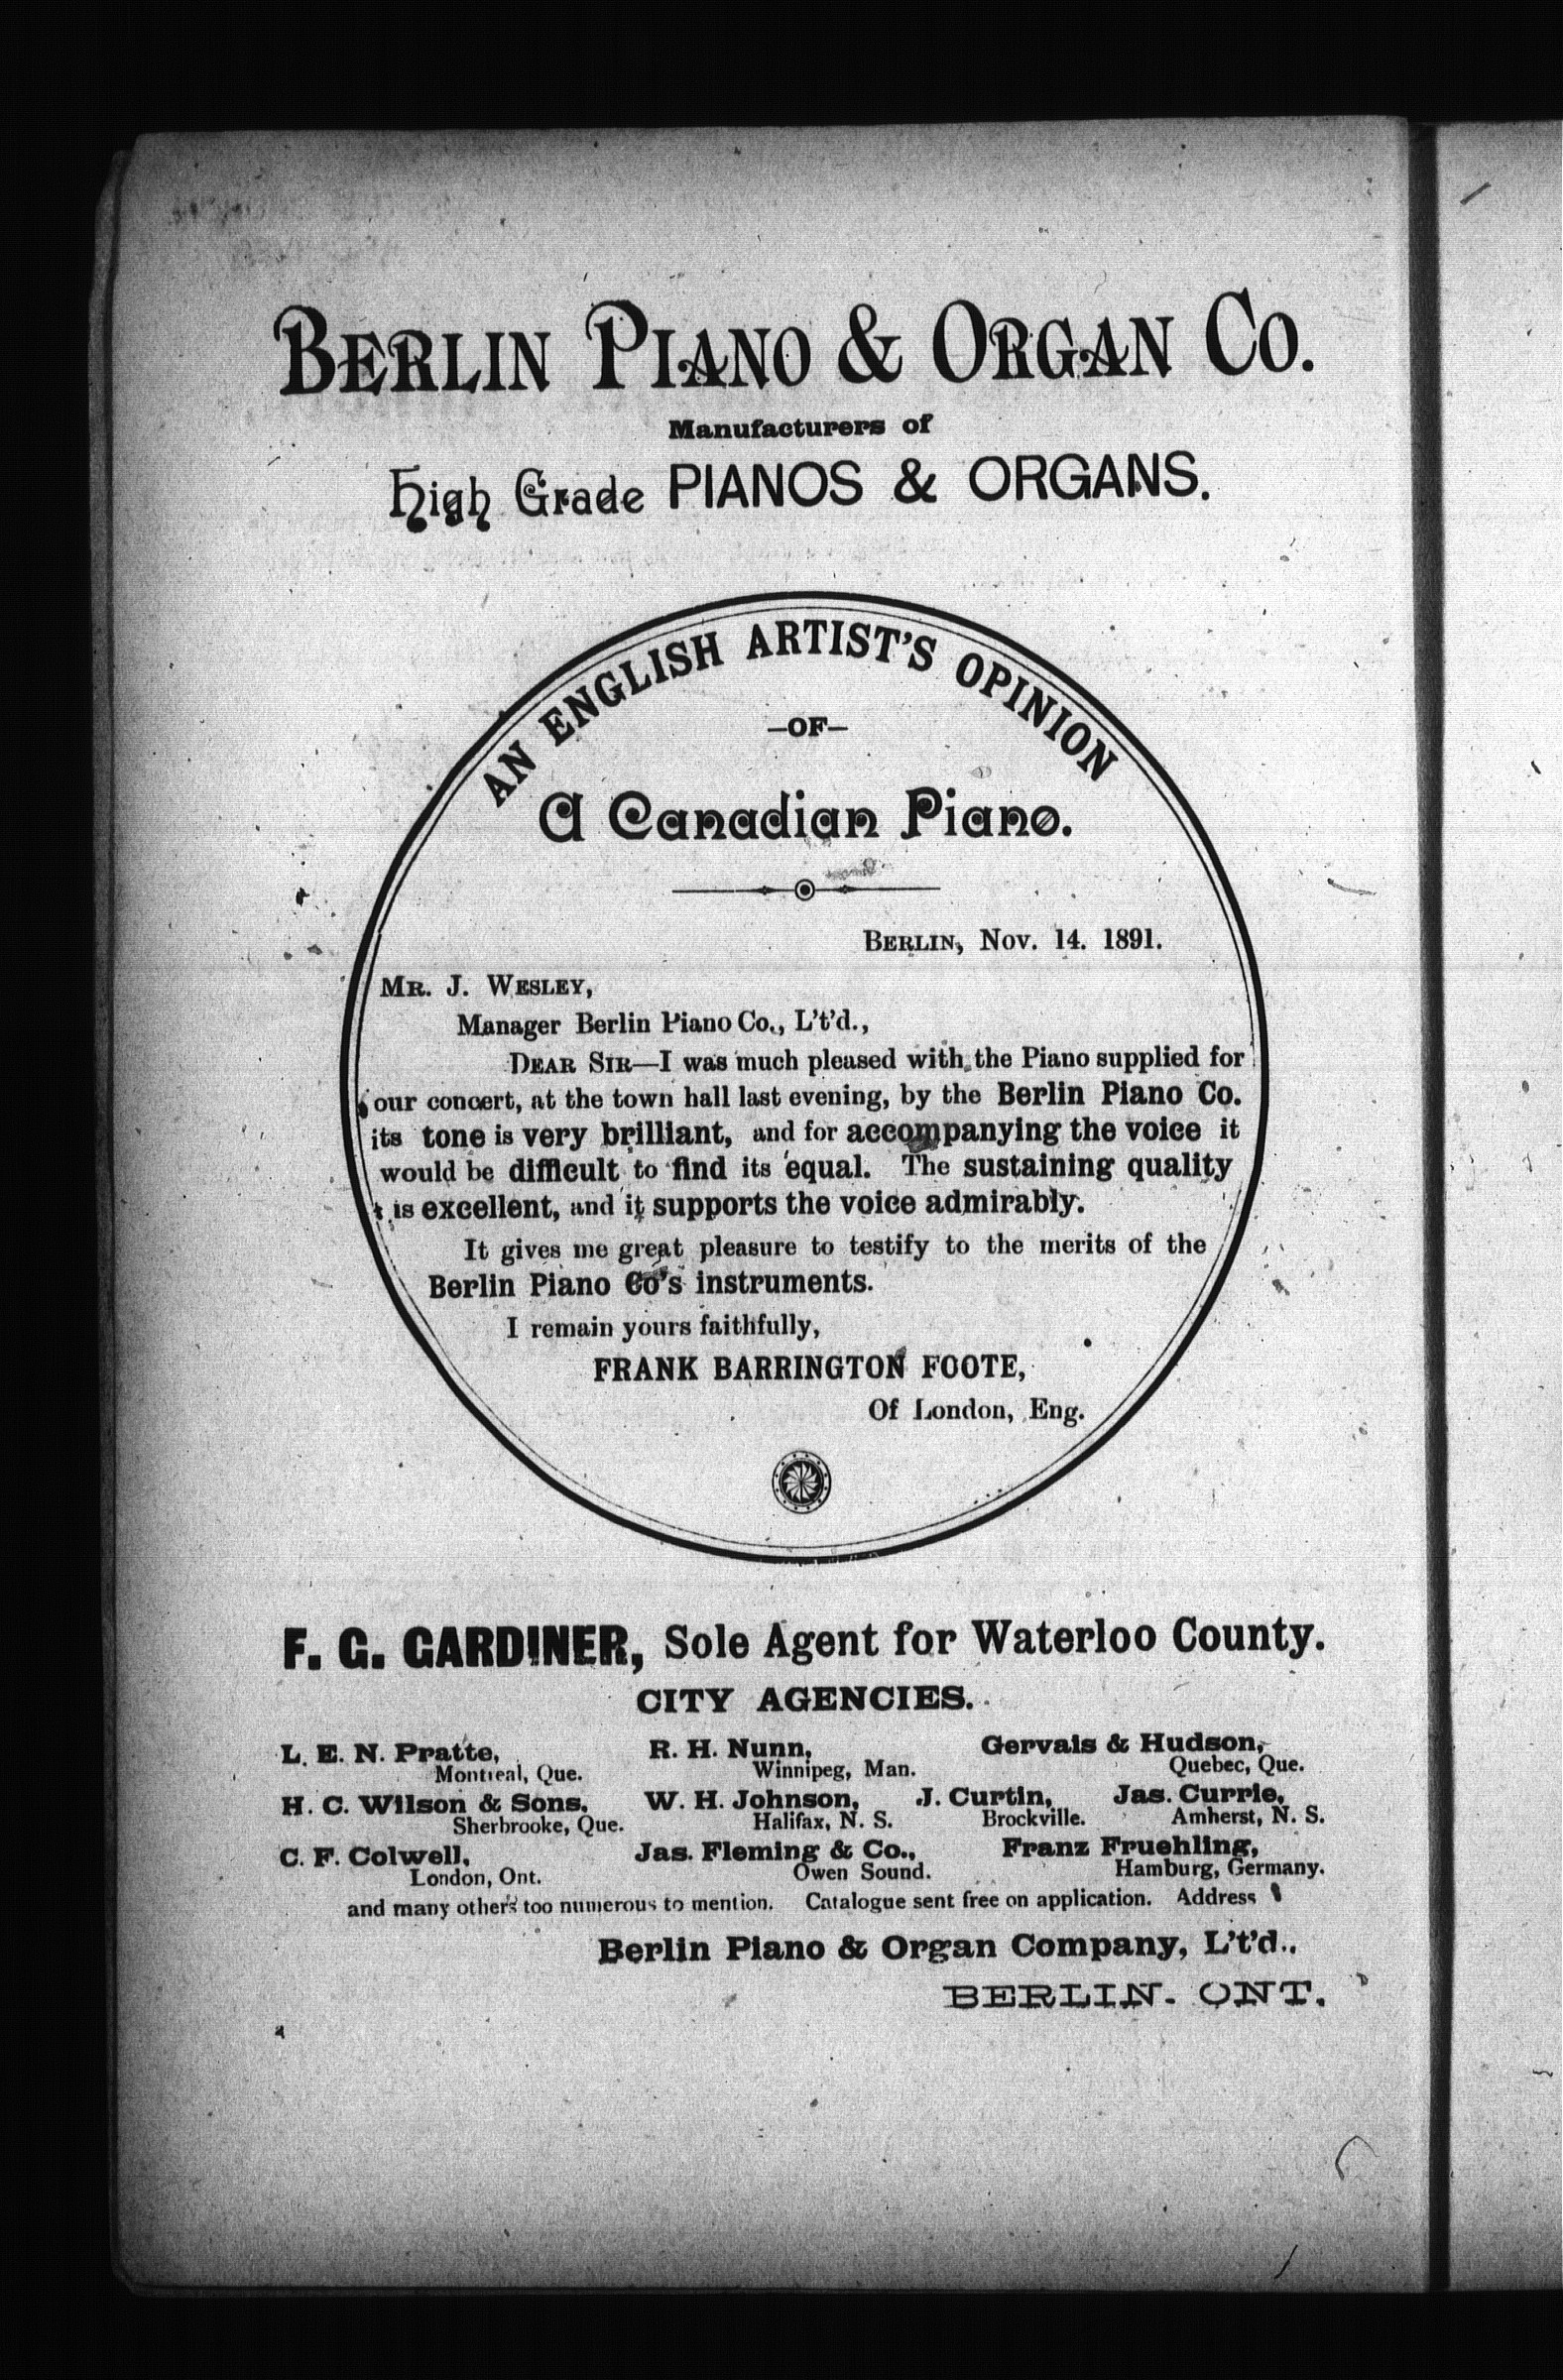 BERLIN PIANO & ORGAN CO.
Manufacturers of
High Grade PIANOS & ORGANS.
AN ENGLISH ARTIST'S OPINION
—OF—
A Canadian Piano.
BERLIN, Nov. 14. 1891.
MR. J. WESLEY,
Manager Berlin Piano Co., L't'd.,
DEAR SIR—I was much pleased with the Piano supplied for
our concert, at the town hall last evening, by the Berlin Piano Co.
its tone is very brilliant, and for accompanying the voice it
would be difficult to find its equal. The sustaining quality
is excellent, and it supports the voice admirably.
It gives me great pleasure to testify to the merits of the
Berlin Piano Co's instruments.
I remain yours faithfully,
FRANK BARRINGTON FOOTE,
Of London, Eng.
F. G. GARDINER, Sole Agent for Waterloo County.
CITY AGENCIES.
L. E. N. Pratte, R. H. Nunn, Gervais & Hudson,
Montreal, Que. Winnipeg, Man. Quebec, Que.
H. C. Wilson & Sons, W. H. Johnson, J. Curtin, Jas. Currie,
Sherbrooke, Que. Halifax, N. S. Brockville. Amherst, N. S.
C. F. Colwell, Jas. Fleming & Co., Franz Fruehling,
London, Ont. Owen Sound. Hamburg, Germany.
and many others too numerous to mention. Catalogue sent free on application. Address
Berlin Piano & Organ Company, L't'd.,
BERLIN. ONT.